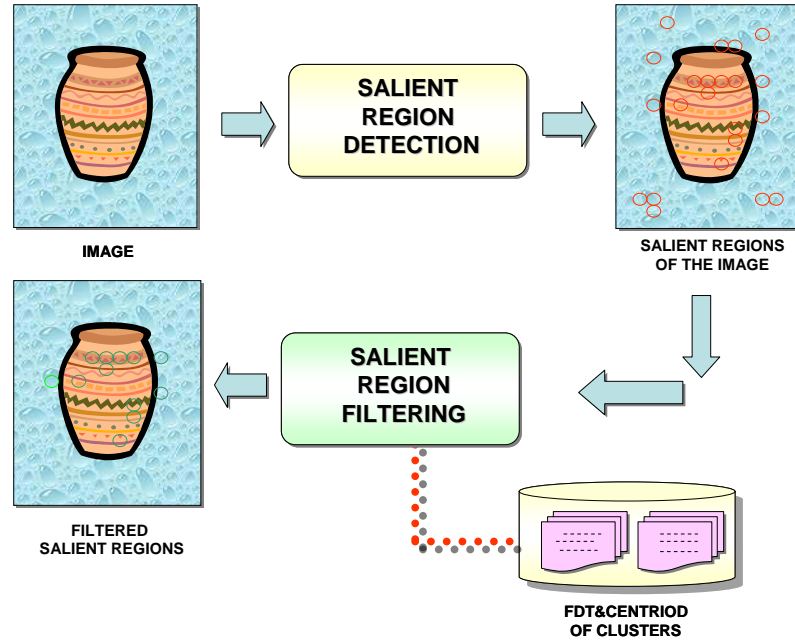 SALIENT
REGION
DETECTION
IMAGE
SALIENT REGIONS
OF THE IMAGE
SALIENT
REGION
FILTERING
FILTERED
SALIENT REGIONS
FDT&CENTRIOD
OF CLUSTERS